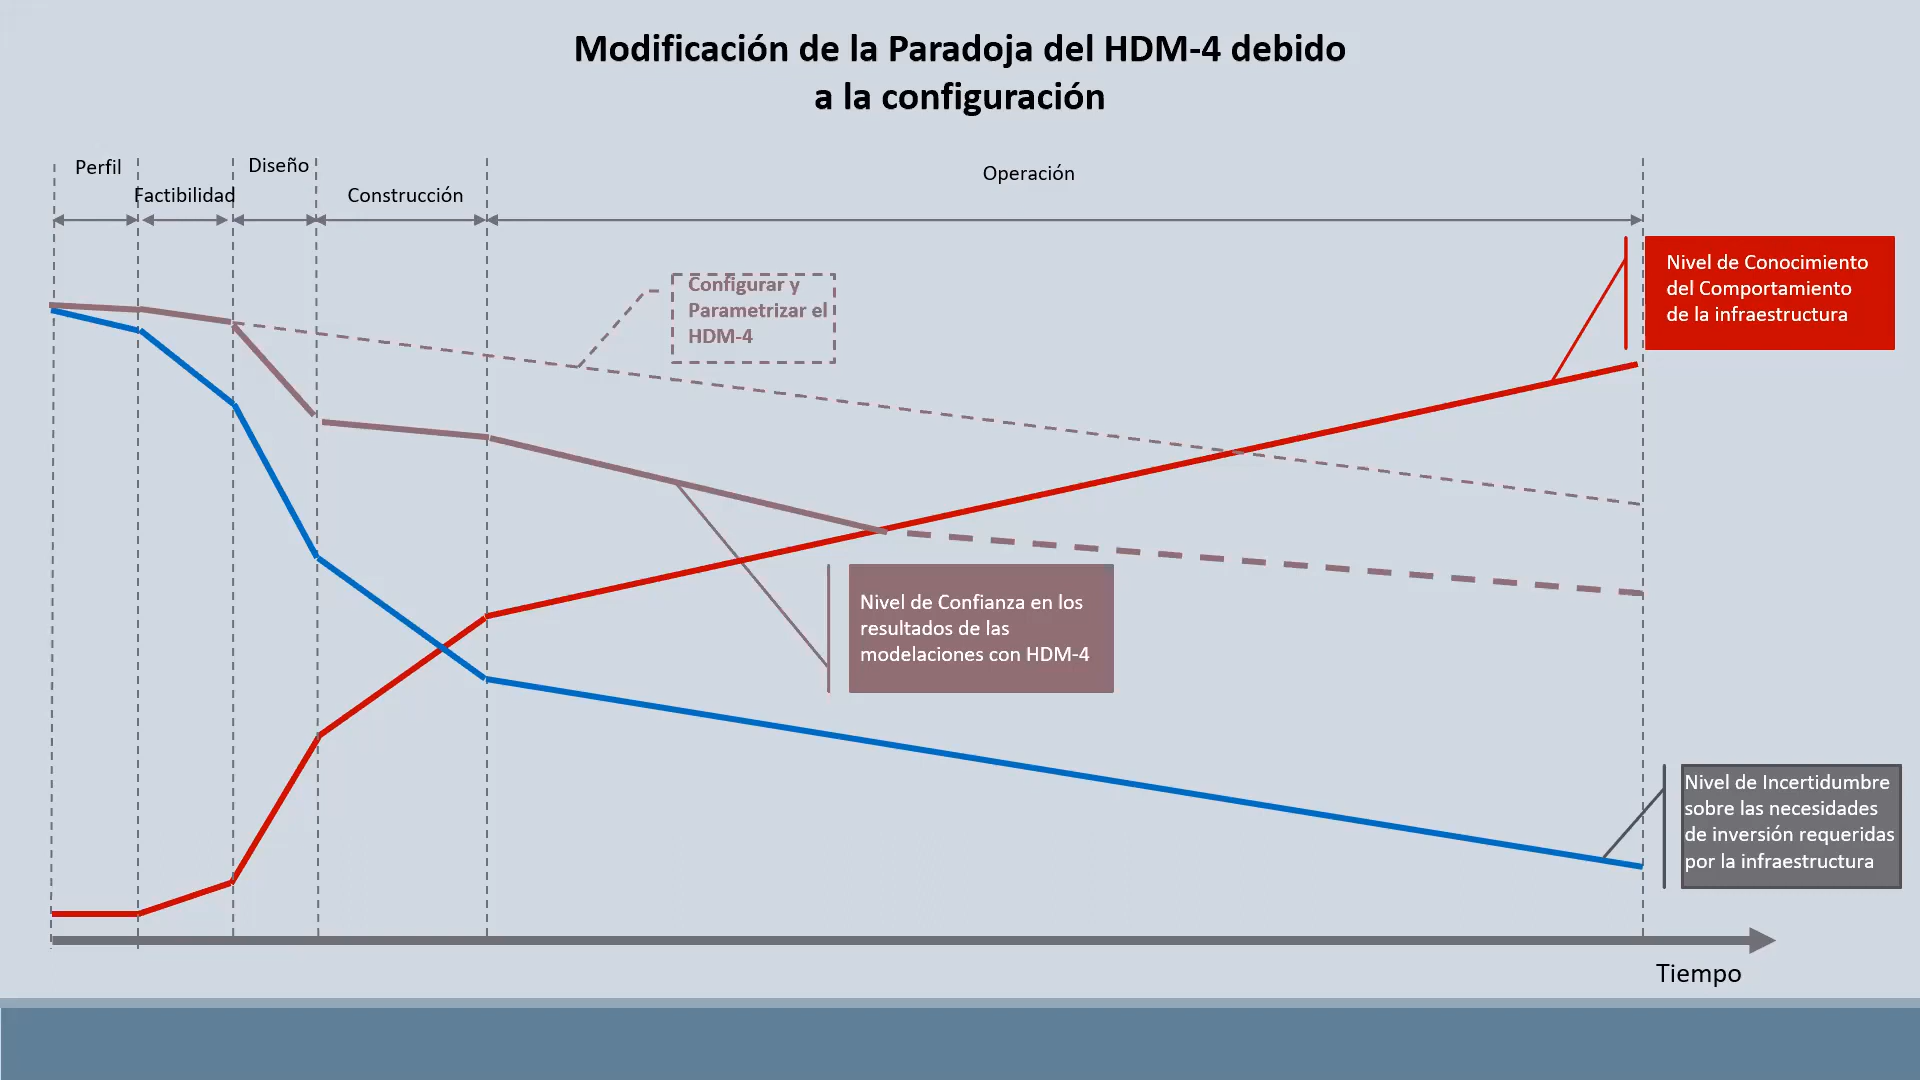 Modificación de la Paradoja del HDM-4 debido
a la configuración
Perfil
Factibilidad
Diseño
Construcción
Operación
Configurar y
Parametrizar el
HDM-4
Nivel de Conocimiento
del Comportamiento
de la infraestructura
Nivel de Confianza en los
resultados de las
modelaciones con HDM-4
Nivel de Incertidumbre
sobre las necesidades
de inversión requeridas
por la infraestructura
Tiempo